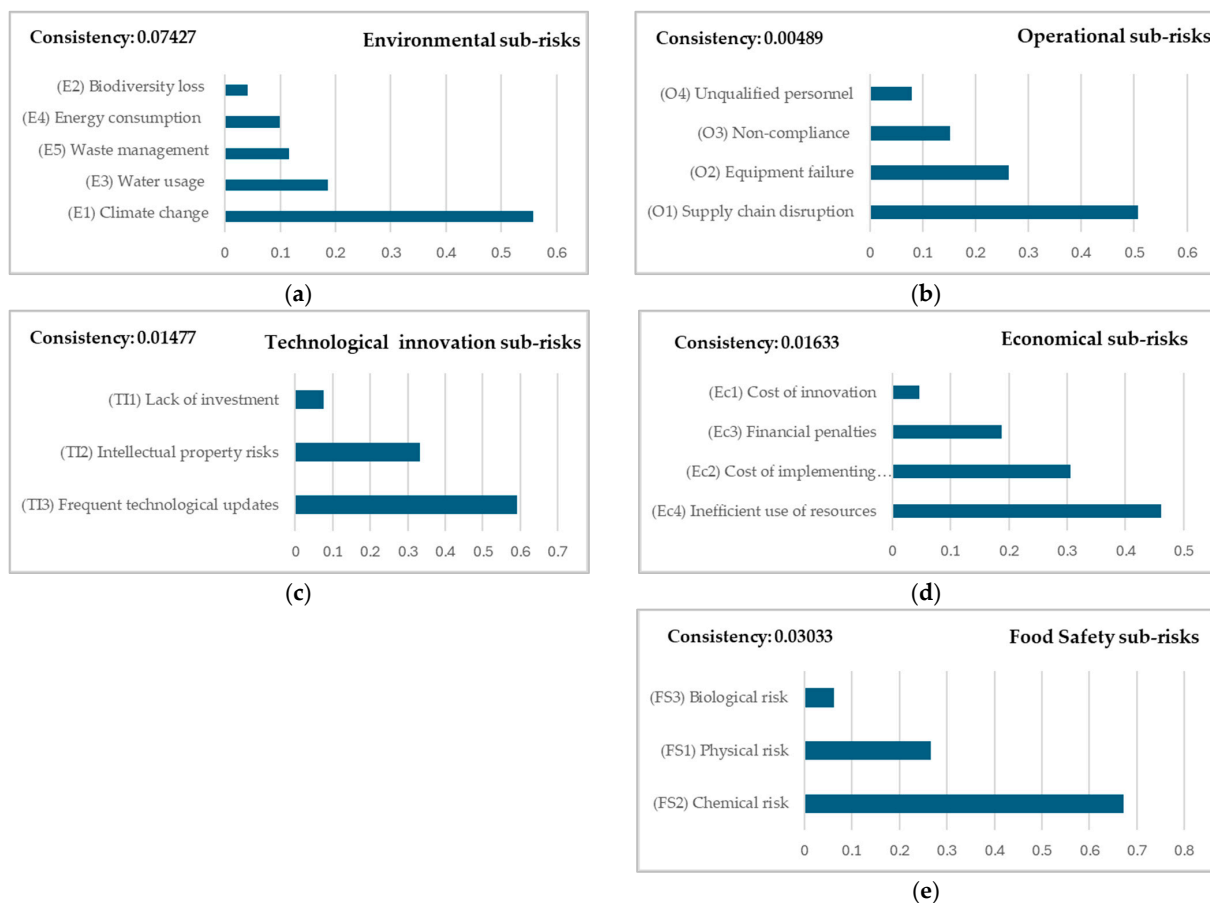 Consistency: 0.07427
Environmental sub-risks
(E2) Biodiversity loss
(E4) Energy consumption
(E5) Waste management
(E3) Water usage
(E1) Climate change
0 0.1 0.2 0.3 0.4 0.5 0.6
(a)
Consistency: 0.00489
Operational sub-risks
(O4) Unqualified personnel
(O3) Non-compliance
(O2) Equipment failure
(O1) Supply chain disruption
0 0.1 0.2 0.3 0.4 0.5 0.6
(b)
Consistency: 0.01477
Technological innovation sub-risks
(TI1) Lack of investment
(TI2) Intellectual property risks
(TI3) Frequent technological updates
0 0.1 0.2 0.3 0.4 0.5 0.6 0.7
(c)
Consistency: 0.01633
Economical sub-risks
(Ec1) Cost of innovation
(Ec3) Financial penalties
(Ec2) Cost of implementing…
(Ec4) Inefficient use of resources
0 0.1 0.2 0.3 0.4 0.5
(d)
Consistency: 0.03033
Food Safety sub-risks
(FS3) Biological risk
(FS1) Physical risk
(FS2) Chemical risk
0 0.1 0.2 0.3 0.4 0.5 0.6 0.7 0.8
(e)